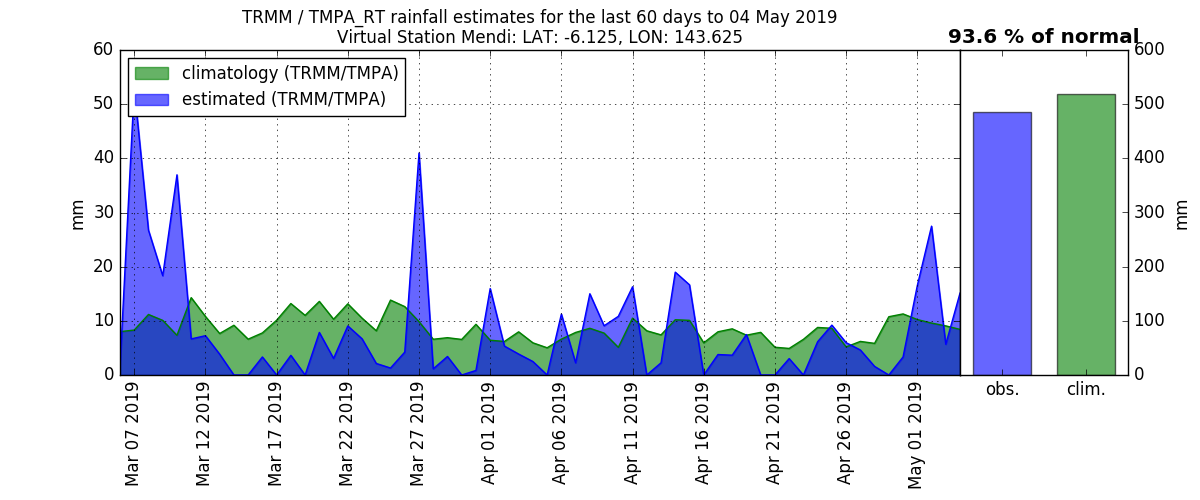 TRMM / TMPA_RT rainfall estimates for the last 60 days to 04 May 2019
Virtual Station Mendi: LAT: -6.125, LON: 143.625
93.6 % of normal
climatology (TRMM/TMPA)
estimated (TRMM/TMPA)
60
50
40
30
20
10
0
mm
Mar 07 2019
Mar 12 2019
Mar 17 2019
Mar 22 2019
Mar 27 2019
Apr 01 2019
Apr 06 2019
Apr 11 2019
Apr 16 2019
Apr 21 2019
Apr 26 2019
May 01 2019
obs.
clim.
600
500
400
300
200
100
0
mm